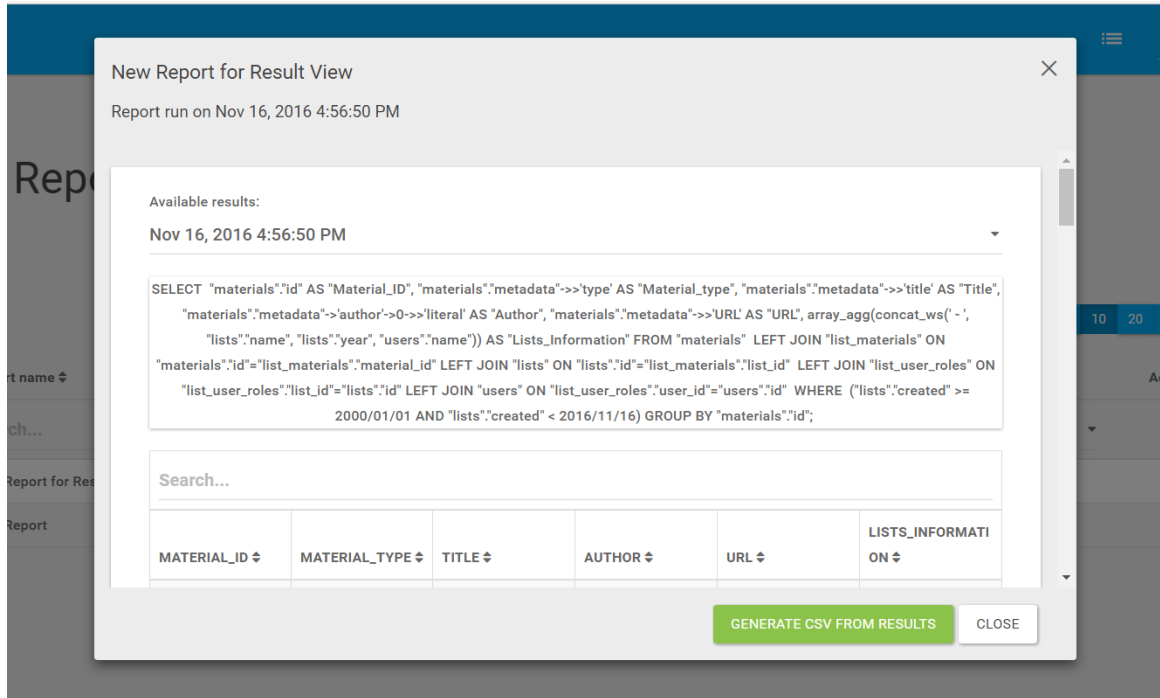 New Report for Result View
Report run on Nov 16, 2016 4:56:50 PM
Repo
Available results:
Nov 16, 2016 4:56:50 PM
SELECT "materials"."id" AS "Material_ID", "materials"."metadata"->>'type' AS "Material_type", "materials"."metadata"->>'title' AS "Title",
"materials"."metadata"->'author'->0->>'literal' AS "Author", "materials"."metadata"->>'URL' AS "URL", array_agg(concat_ws(' - ',
"lists"."name", "lists"."year", "users"."name")) AS "Lists_Information" FROM "materials" LEFT JOIN "list_materials" ON
"materials"."id"="list_materials"."material_id" LEFT JOIN "lists" ON "lists"."id"="list_materials"."list_id" LEFT JOIN "list_user_roles" ON
"list_user_roles"."list_id"="lists"."id" LEFT JOIN "users" ON "list_user_roles"."user_id"="users"."id" WHERE ("lists"."created" >=
2000/01/01 AND "lists"."created" < 2016/11/16) GROUP BY "materials"."id";
10 20
rt name
A
ch...
Report for Res
Report
Search...
MATERIAL_ID MATERIAL_TYPE TITLE AUTHOR URL LISTS_INFORMATI
ON
GENERATE CSV FROM RESULTS CLOSE